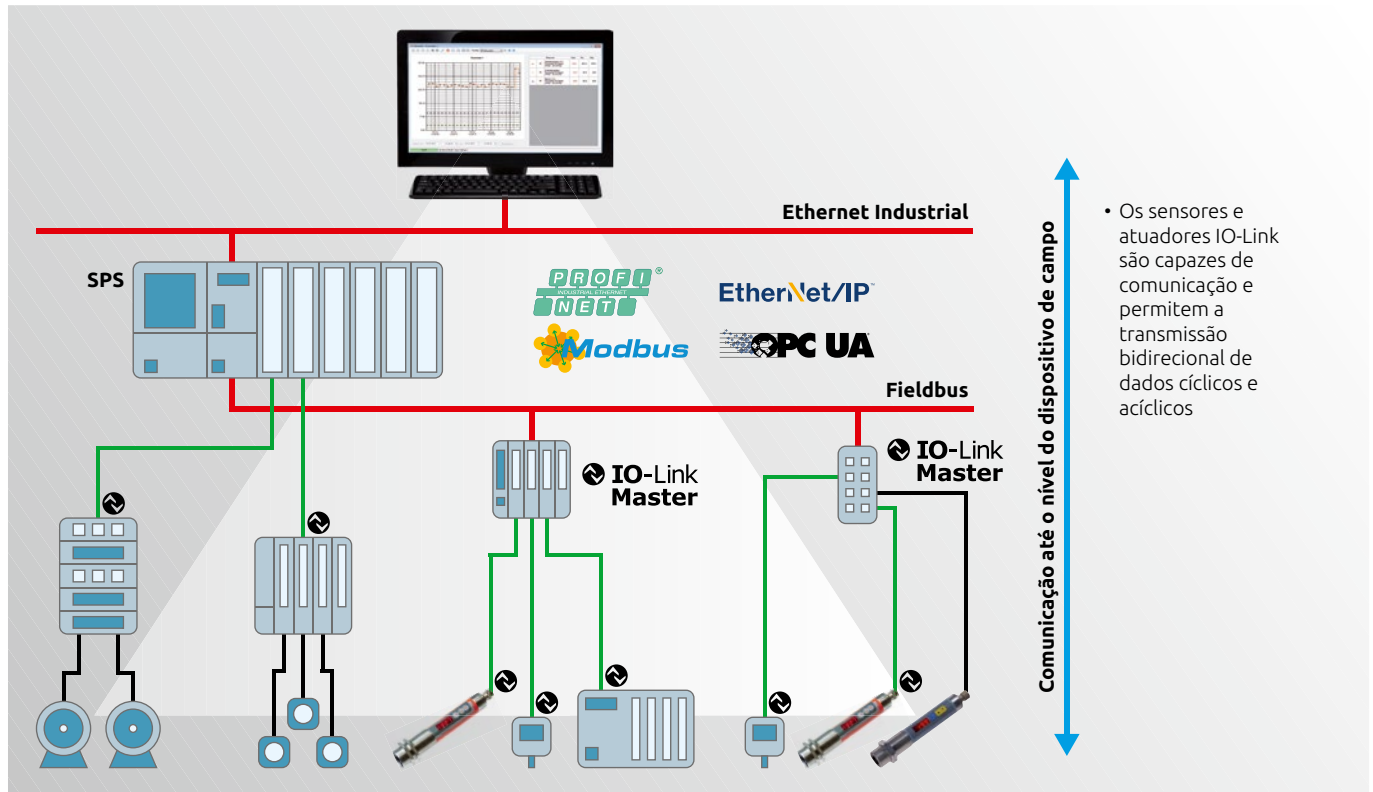 Ethernet Industrial
SPS
PROFI®
INDUSTRIAL ETHERNET
NET
EtherNet/IP™
Modbus
OPC UA
Fieldbus
IO-Link
Master
IO-Link
Master
Comunicação até o nível do dispositivo de campo
• Os sensores e
atuadores IO-Link
são capazes de
comunicação e
permitem a
transmissão
bidirecional de
dados cíclicos e
acíclicos